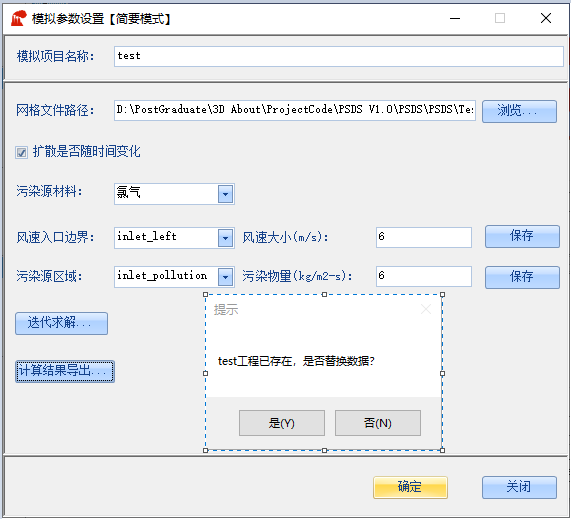 模拟参数设置【简要模式】
模拟项目名称： test
网格文件路径： D:\PostGraduate\3D About\ProjectCode\PSDS V1.0\PSDS\PSDS\Te 浏览...
扩散是否随时间变化
污染源材料： 氯气
风速入口边界： inlet_left 风速大小(m/s)： 6 保存
污染源区域： inlet_pollution 污染物量(kg/m2-s)： 6 保存
迭代求解...
提示
test工程已存在，是否替换数据？
计算结果导出...
是(Y) 否(N)
确定 关闭